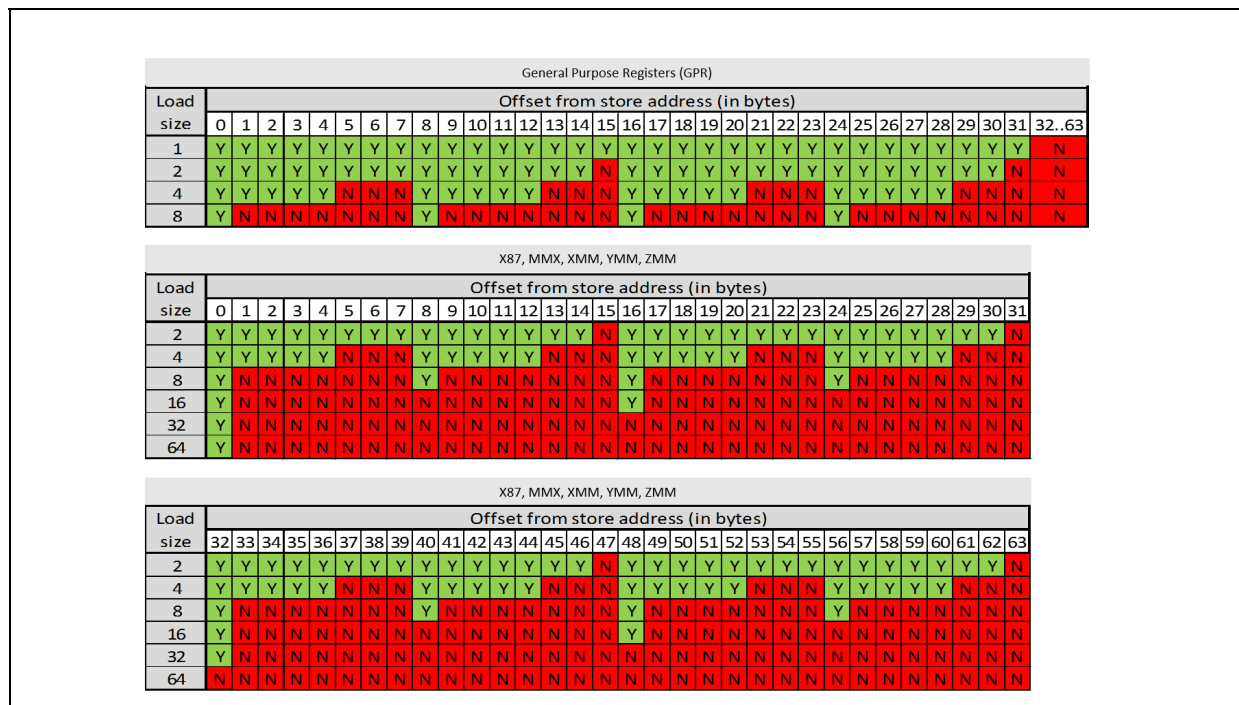 General Purpose Registers (GPR)
Load Offset from store address (in bytes)
size 0 1 2 3 4 5 6 7 8 9 10 11 12 13 14 15 16 17 18 19 20 21 22 23 24 25 26 27 28 29 30 31 32..63
1 Y Y Y Y Y Y Y Y Y Y Y Y Y Y Y Y Y Y Y Y Y Y Y Y Y Y Y Y Y Y Y Y N
2 Y Y Y Y Y Y Y Y Y Y Y Y Y Y Y N Y Y Y Y Y Y Y Y Y Y Y Y Y Y Y N N
4 Y Y Y Y Y N N N Y Y Y Y Y N N N Y Y Y Y Y N N N Y Y Y Y Y N N N N
8 Y N N N N N N N Y N N N N N N N Y N N N N N N N Y N N N N N N N N
X87, MMX, XMM, YMM, ZMM
Load Offset from store address (in bytes)
size 0 1 2 3 4 5 6 7 8 9 10 11 12 13 14 15 16 17 18 19 20 21 22 23 24 25 26 27 28 29 30 31
2 Y Y Y Y Y Y Y Y Y Y Y Y Y Y Y N Y Y Y Y Y Y Y Y Y Y Y Y Y Y Y N
4 Y Y Y Y Y N N N Y Y Y Y Y N N N Y Y Y Y Y N N N Y Y Y Y Y N N N
8 Y N N N N N N N Y N N N N N N N Y N N N N N N N Y N N N N N N N
16 Y N N N N N N N N N N N N N N N Y N N N N N N N N N N N N N N N
32 Y N N N N N N N N N N N N N N N N N N N N N N N N N N N N N N N
64 Y N N N N N N N N N N N N N N N N N N N N N N N N N N N N N N N
X87, MMX, XMM, YMM, ZMM
Load Offset from store address (in bytes)
size 32 33 34 35 36 37 38 39 40 41 42 43 44 45 46 47 48 49 50 51 52 53 54 55 56 57 58 59 60 61 62 63
2 Y Y Y Y Y Y Y Y Y Y Y Y Y Y Y N Y Y Y Y Y Y Y Y Y Y Y Y Y Y Y N
4 Y Y Y Y Y N N N Y Y Y Y Y N N N Y Y Y Y Y N N N Y Y Y Y Y N N N
8 Y N N N N N N N Y N N N N N N N Y N N N N N N N Y N N N N N N N
16 Y N N N N N N N N N N N N N N N Y N N N N N N N N N N N N N N N
32 Y N N N N N N N N N N N N N N N N N N N N N N N N N N N N N N N
64 N N N N N N N N N N N N N N N N N N N N N N N N N N N N N N N N